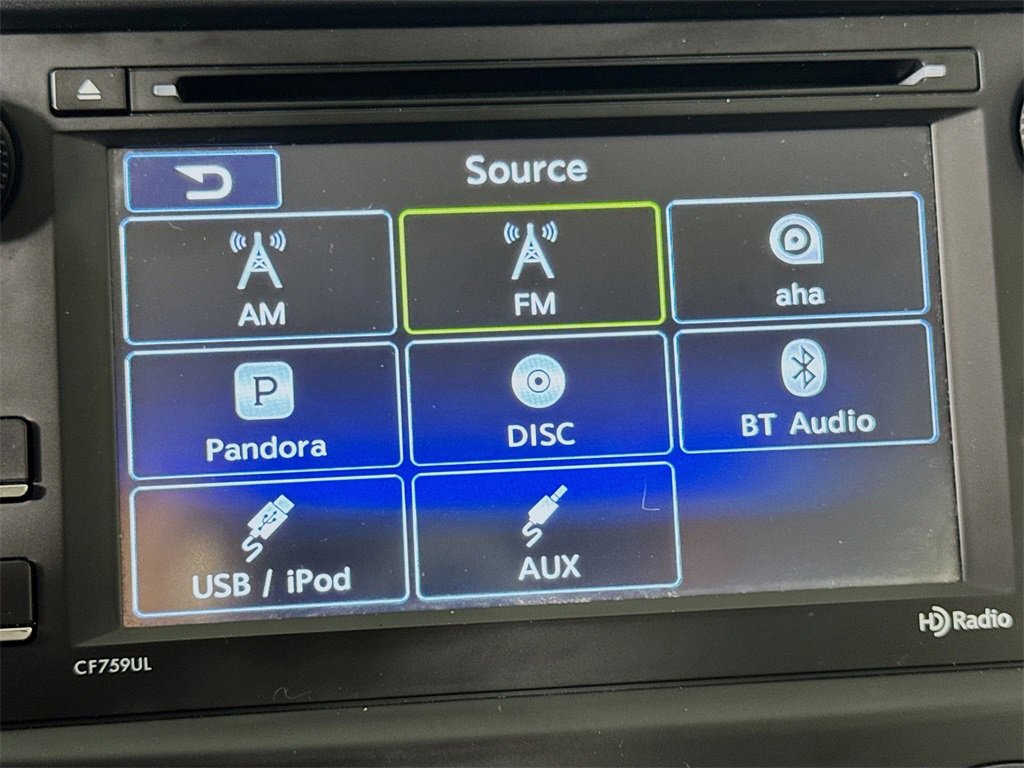 Source
AM
FM
aha
P
Pandora
DISC
BT Audio
USB / iPod
AUX
HD Radio
CF759UL